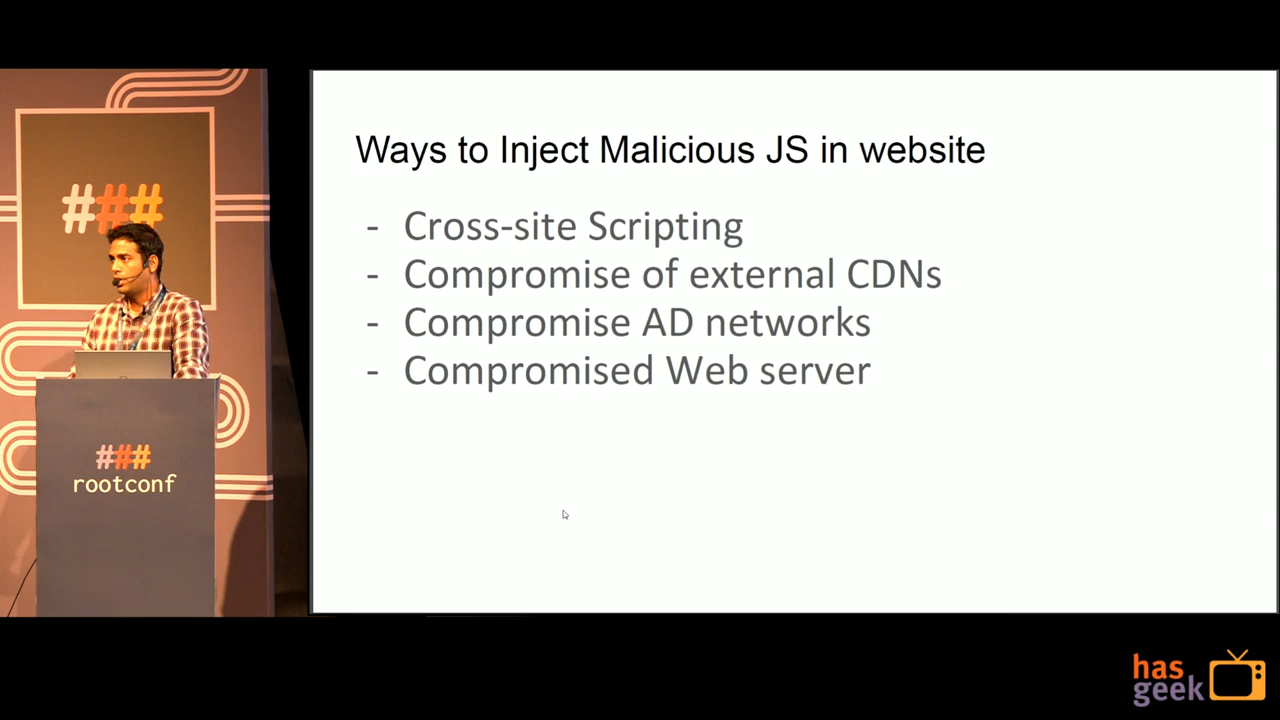 ###
###
rootconf
Ways to Inject Malicious JS in website
- Cross-site Scripting
- Compromise of external CDNs
- Compromise AD networks
- Compromised Web server
has
geek